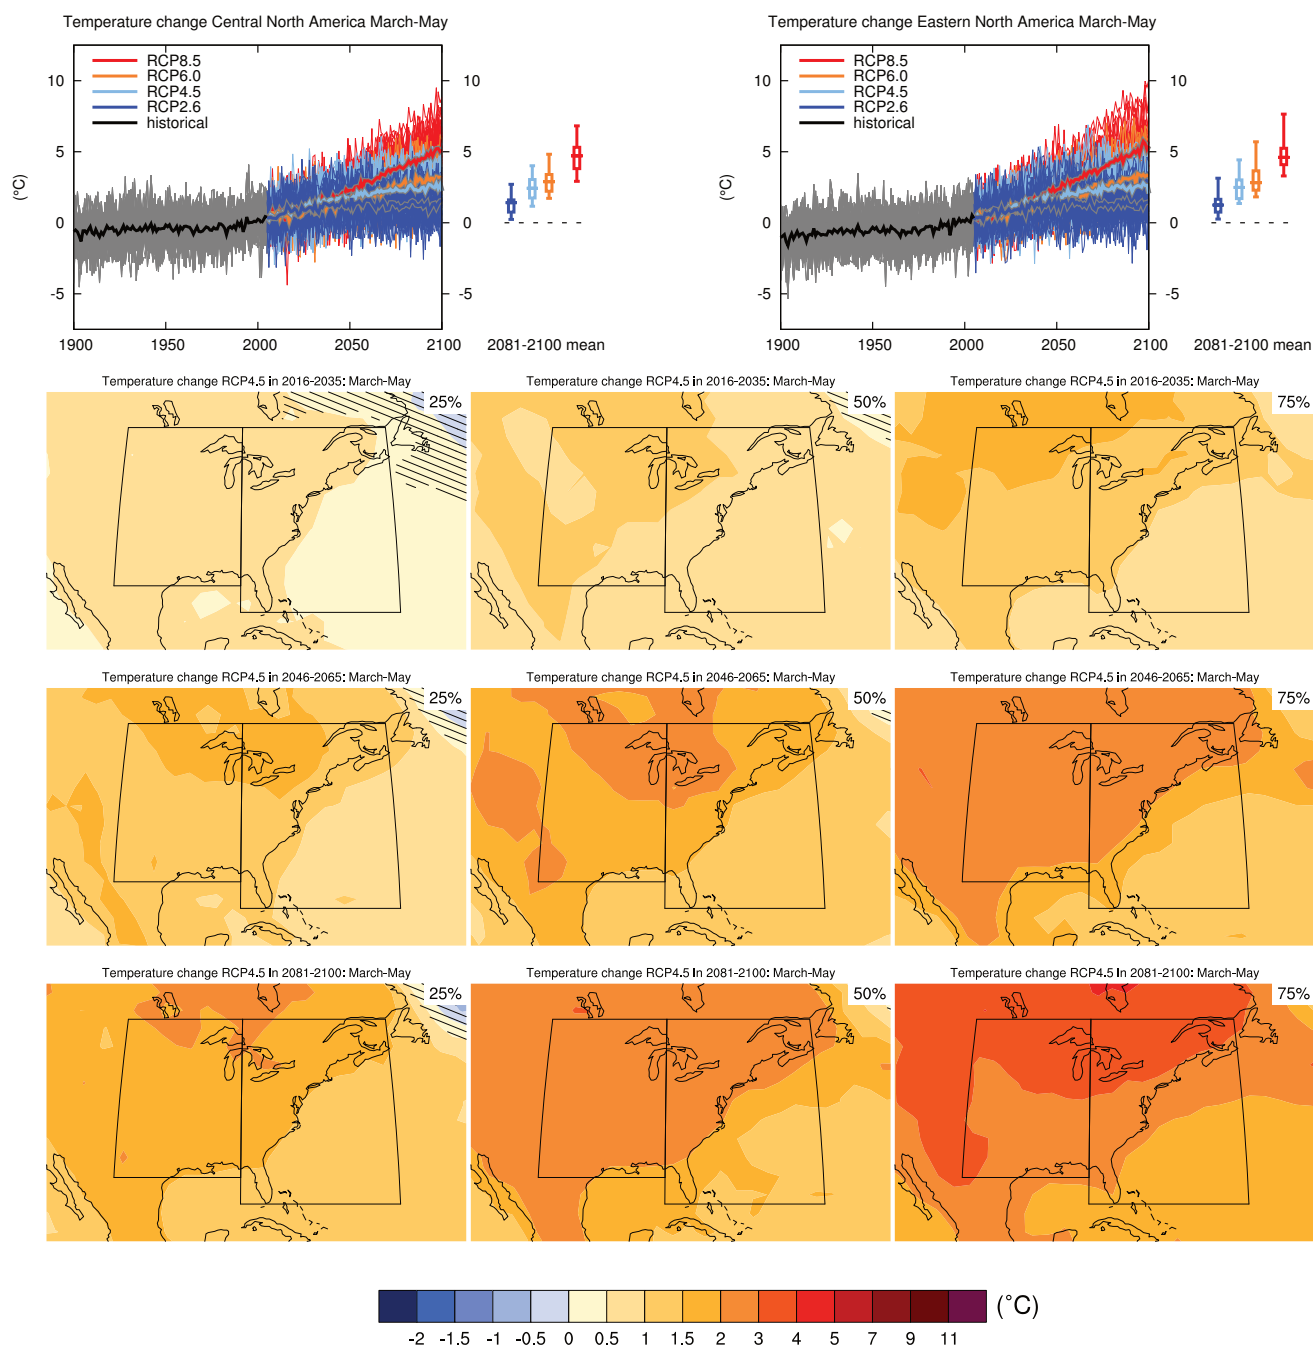 Temperature change Central North America March-May
10
5
0
-5
(°C)
RCP8.5
RCP6.0
RCP4.5
RCP2.6
historical
10
5
0
-5
1900 1950 2000 2050 2100
2081-2100 mean
Temperature change Eastern North America March-May
10
5
0
-5
(°C)
RCP8.5
RCP6.0
RCP4.5
RCP2.6
historical
10
5
0
-5
1900 1950 2000 2050 2100
2081-2100 mean
Temperature change RCP4.5 in 2016-2035: March-May
25%
Temperature change RCP4.5 in 2016-2035: March-May
50%
Temperature change RCP4.5 in 2016-2035: March-May
75%
Temperature change RCP4.5 in 2046-2065: March-May
25%
Temperature change RCP4.5 in 2046-2065: March-May
50%
Temperature change RCP4.5 in 2046-2065: March-May
75%
Temperature change RCP4.5 in 2081-2100: March-May
25%
Temperature change RCP4.5 in 2081-2100: March-May
50%
Temperature change RCP4.5 in 2081-2100: March-May
75%
(°C)
-2 -1.5 -1 -0.5 0 0.5 1 1.5 2 3 4 5 7 9 11